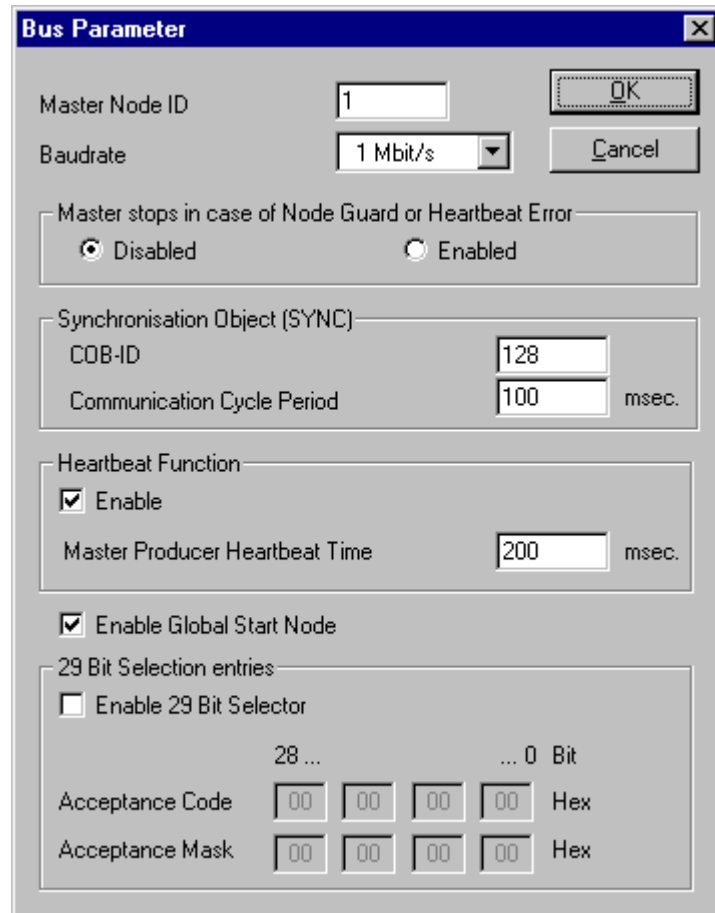 Bus Parameter
Master Node ID 1 OK
Baudrate 1 Mbit/s Cancel
Master stops in case of Node Guard or Heartbeat Error
Disabled Enabled
Synchronisation Object (SYNC)
COB-ID 128
Communication Cycle Period 100 msec.
Heartbeat Function
Enable
Master Producer Heartbeat Time 200 msec.
Enable Global Start Node
29 Bit Selection entries
Enable 29 Bit Selector
28 ... ... 0 Bit
Acceptance Code 00 00 00 00 Hex
Acceptance Mask 00 00 00 00 Hex